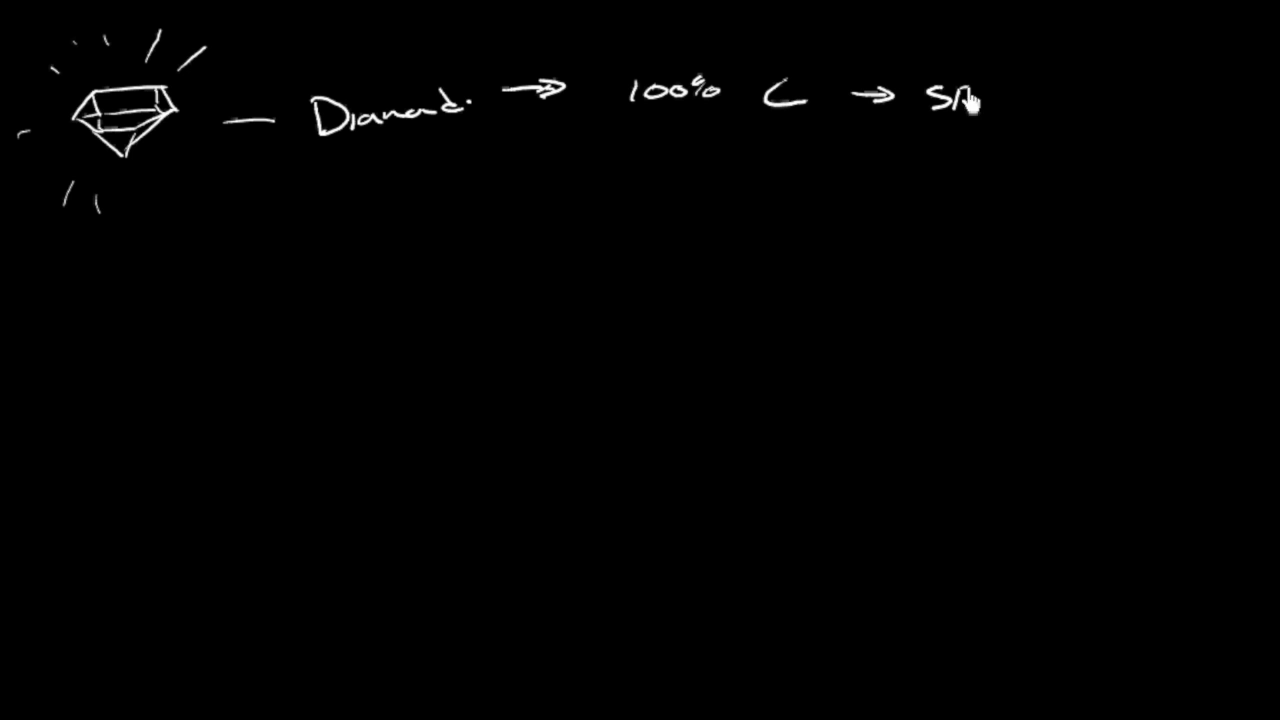 — Diamond. → 100% C →